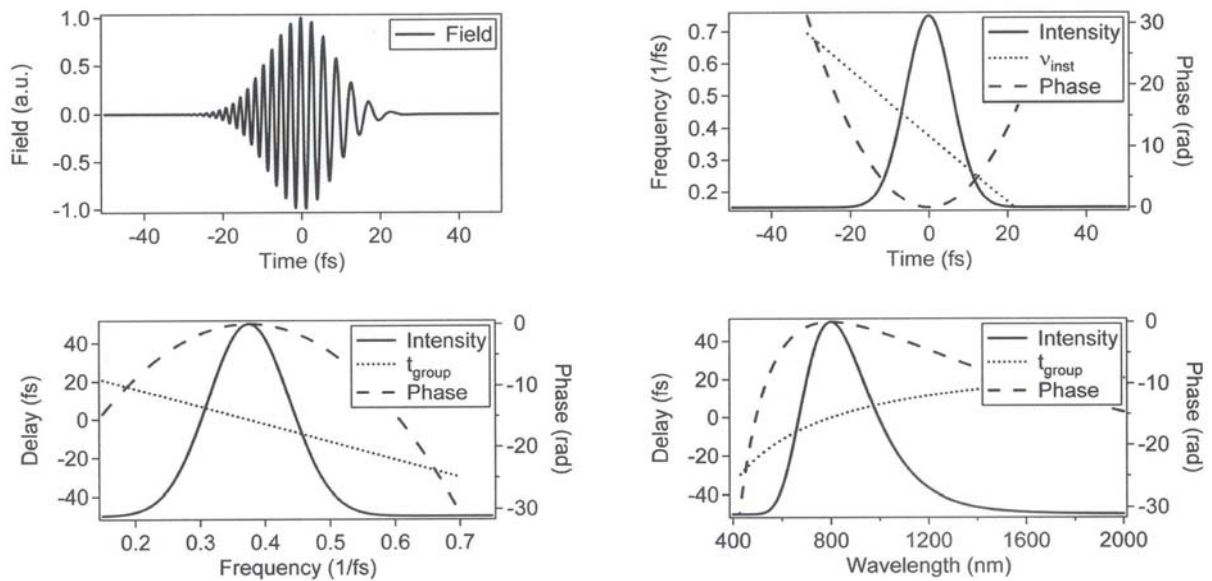 1.0
0.5
0.0
-0.5
-1.0
Field (a.u.)
Field
-40 -20 0 20 40
Time (fs)
0.7
0.6
0.5
0.4
0.3
0.2
Frequency (1/fs)
Intensity
νinst
Phase
30
20
10
0
Phase (rad)
-40 -20 0 20 40
Time (fs)
40
20
0
-20
-40
Delay (fs)
Intensity
tgroup
Phase
0
-10
-20
-30
Phase (rad)
0.2 0.3 0.4 0.5 0.6 0.7
Frequency (1/fs)
40
20
0
-20
-40
Delay (fs)
Intensity
tgroup
Phase
0
-10
-20
-30
Phase (rad)
400 800 1200 1600 2000
Wavelength (nm)